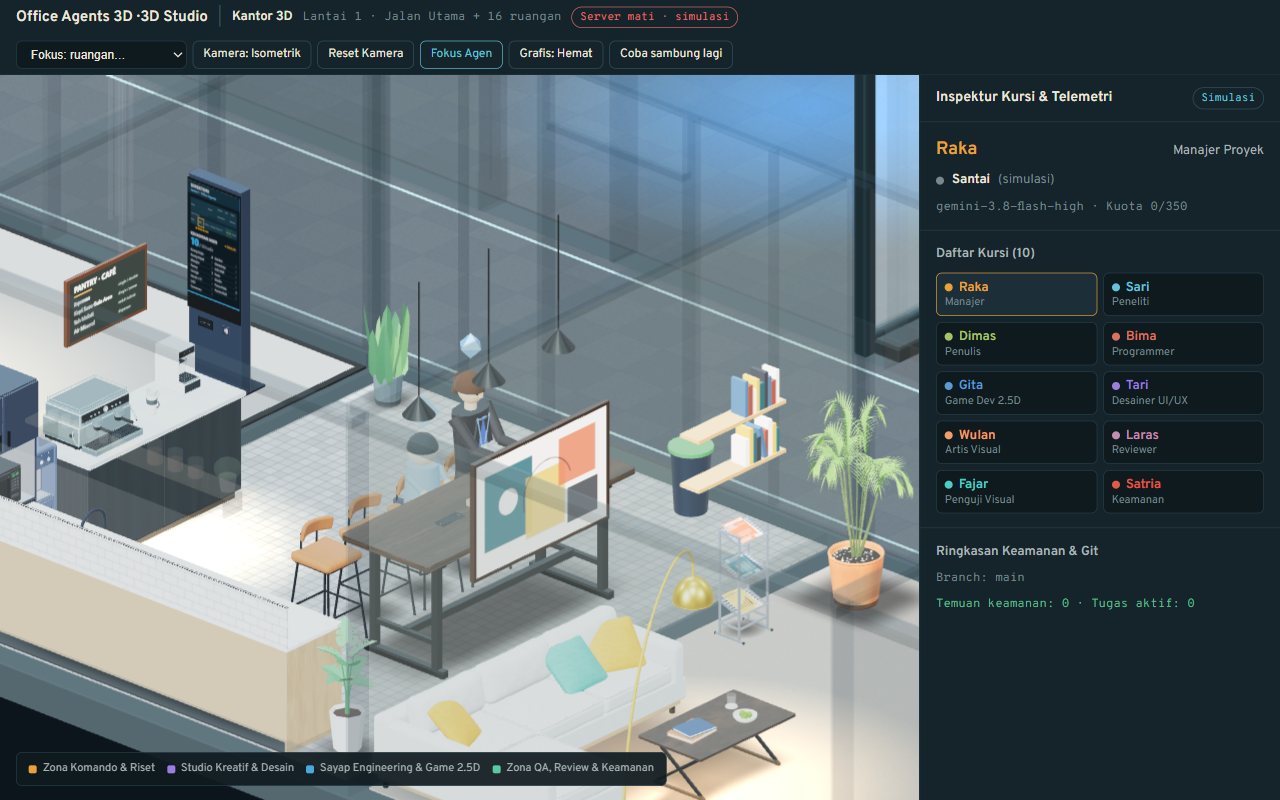 Office Agents 3D ·3D Studio
Kantor 3D
Lantai 1 · Jalan Utama + 16 ruangan
Server mati · simulasi
Fokus: ruangan...
Kamera: Isometrik
Reset Kamera
Fokus Agen
Grafis: Hemat
Coba sambung lagi
PANTRY · CAFÉ
10
Inspektur Kursi & Telemetri
Simulasi
Raka
Manajer Proyek
Santai (simulasi)
gemini-3.8-flash-high · Kuota 0/350
Daftar Kursi (10)
Raka
Manajer
Sari
Peneliti
Dimas
Penulis
Bima
Programmer
Gita
Game Dev 2.5D
Tari
Desainer UI/UX
Wulan
Artis Visual
Laras
Reviewer
Fajar
Penguji Visual
Satria
Keamanan
Ringkasan Keamanan & Git
Branch: main
Temuan keamanan: 0 · Tugas aktif: 0
Zona Komando & Riset
Studio Kreatif & Desain
Sayap Engineering & Game 2.5D
Zona QA, Review & Keamanan